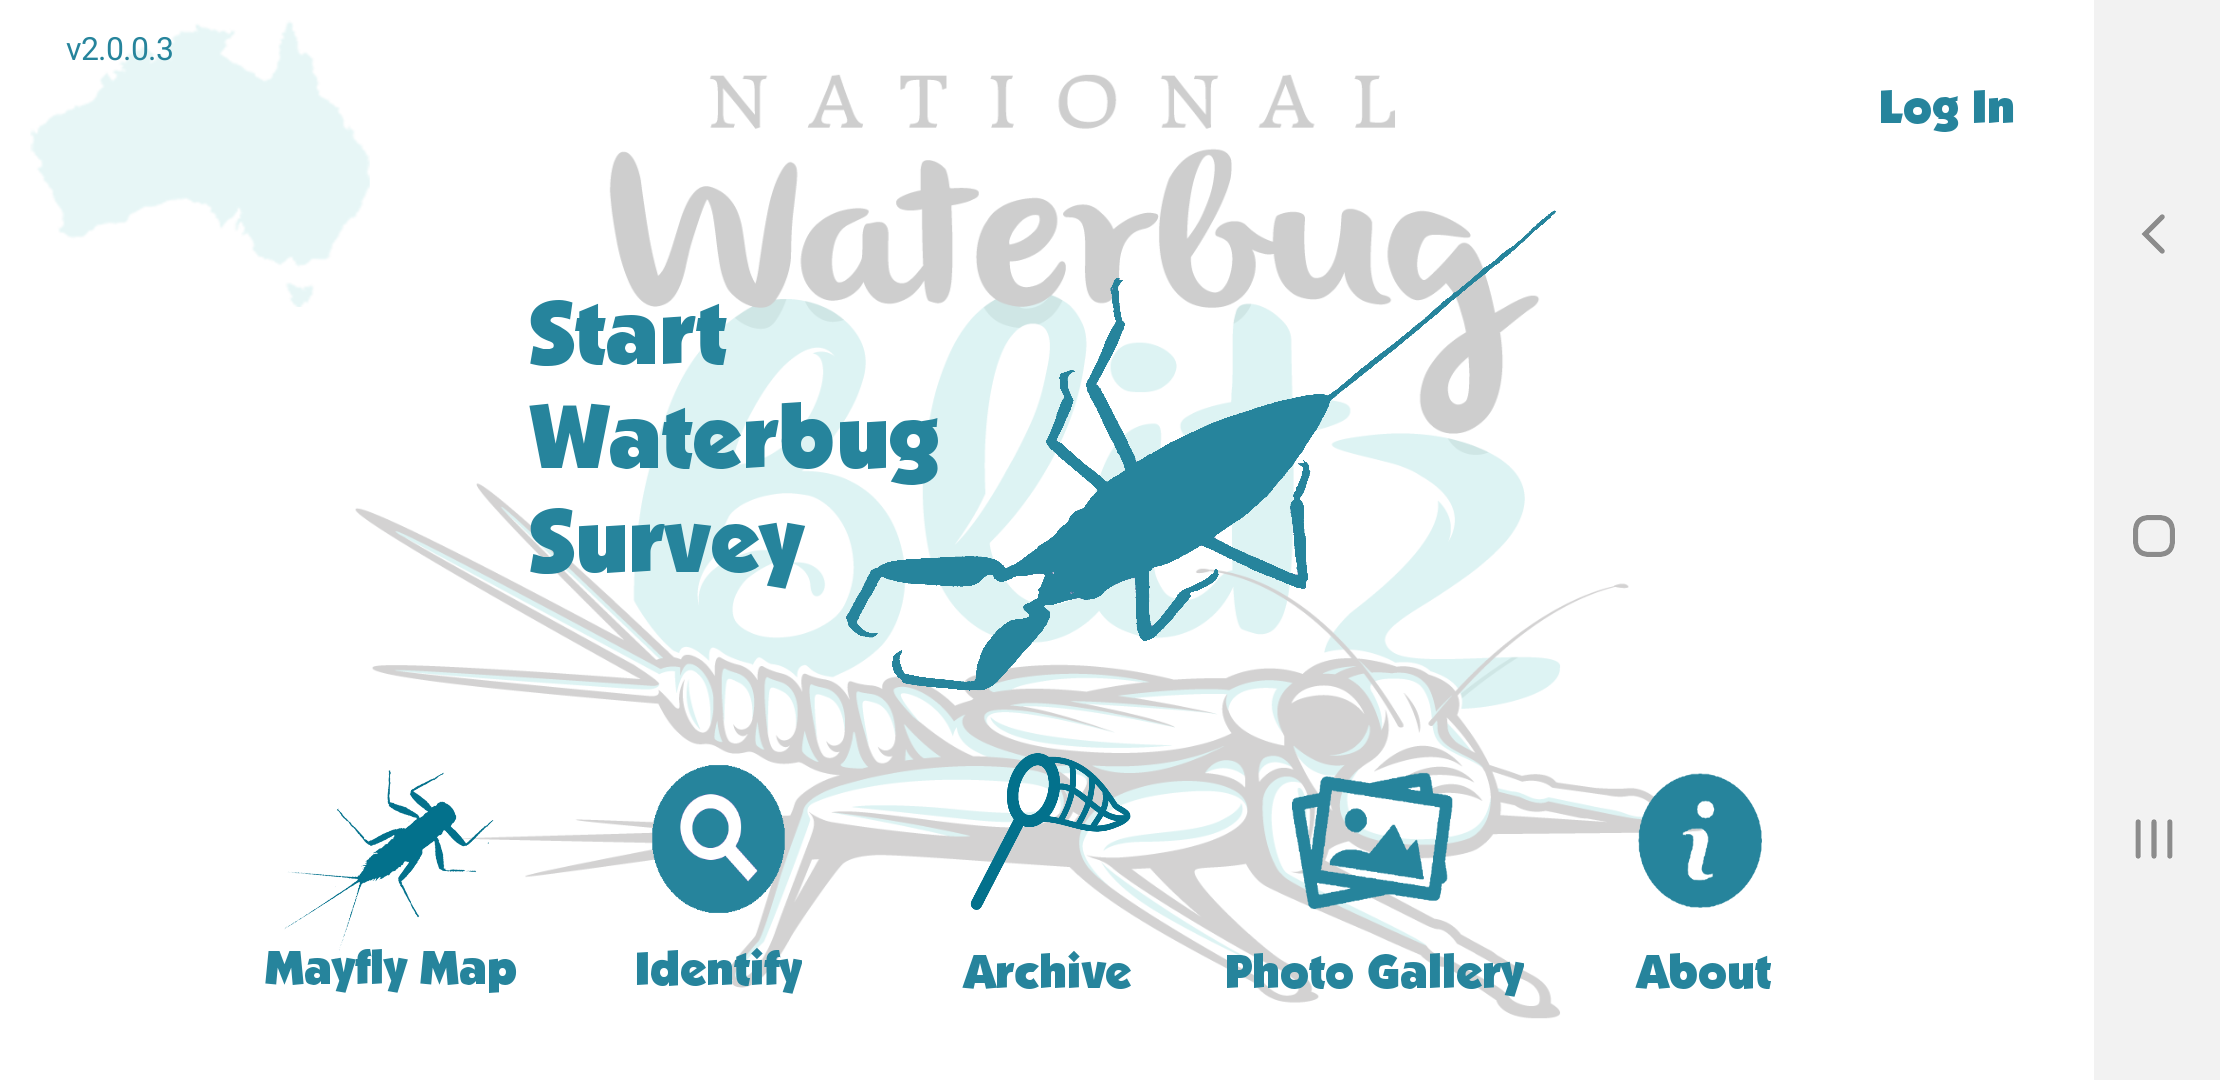 v2.0.0.3
NATIONAL
Log In
Waterbug
Blitz
Start
Waterbug
Survey
Mayfly Map
Identify
Archive
Photo Gallery
About